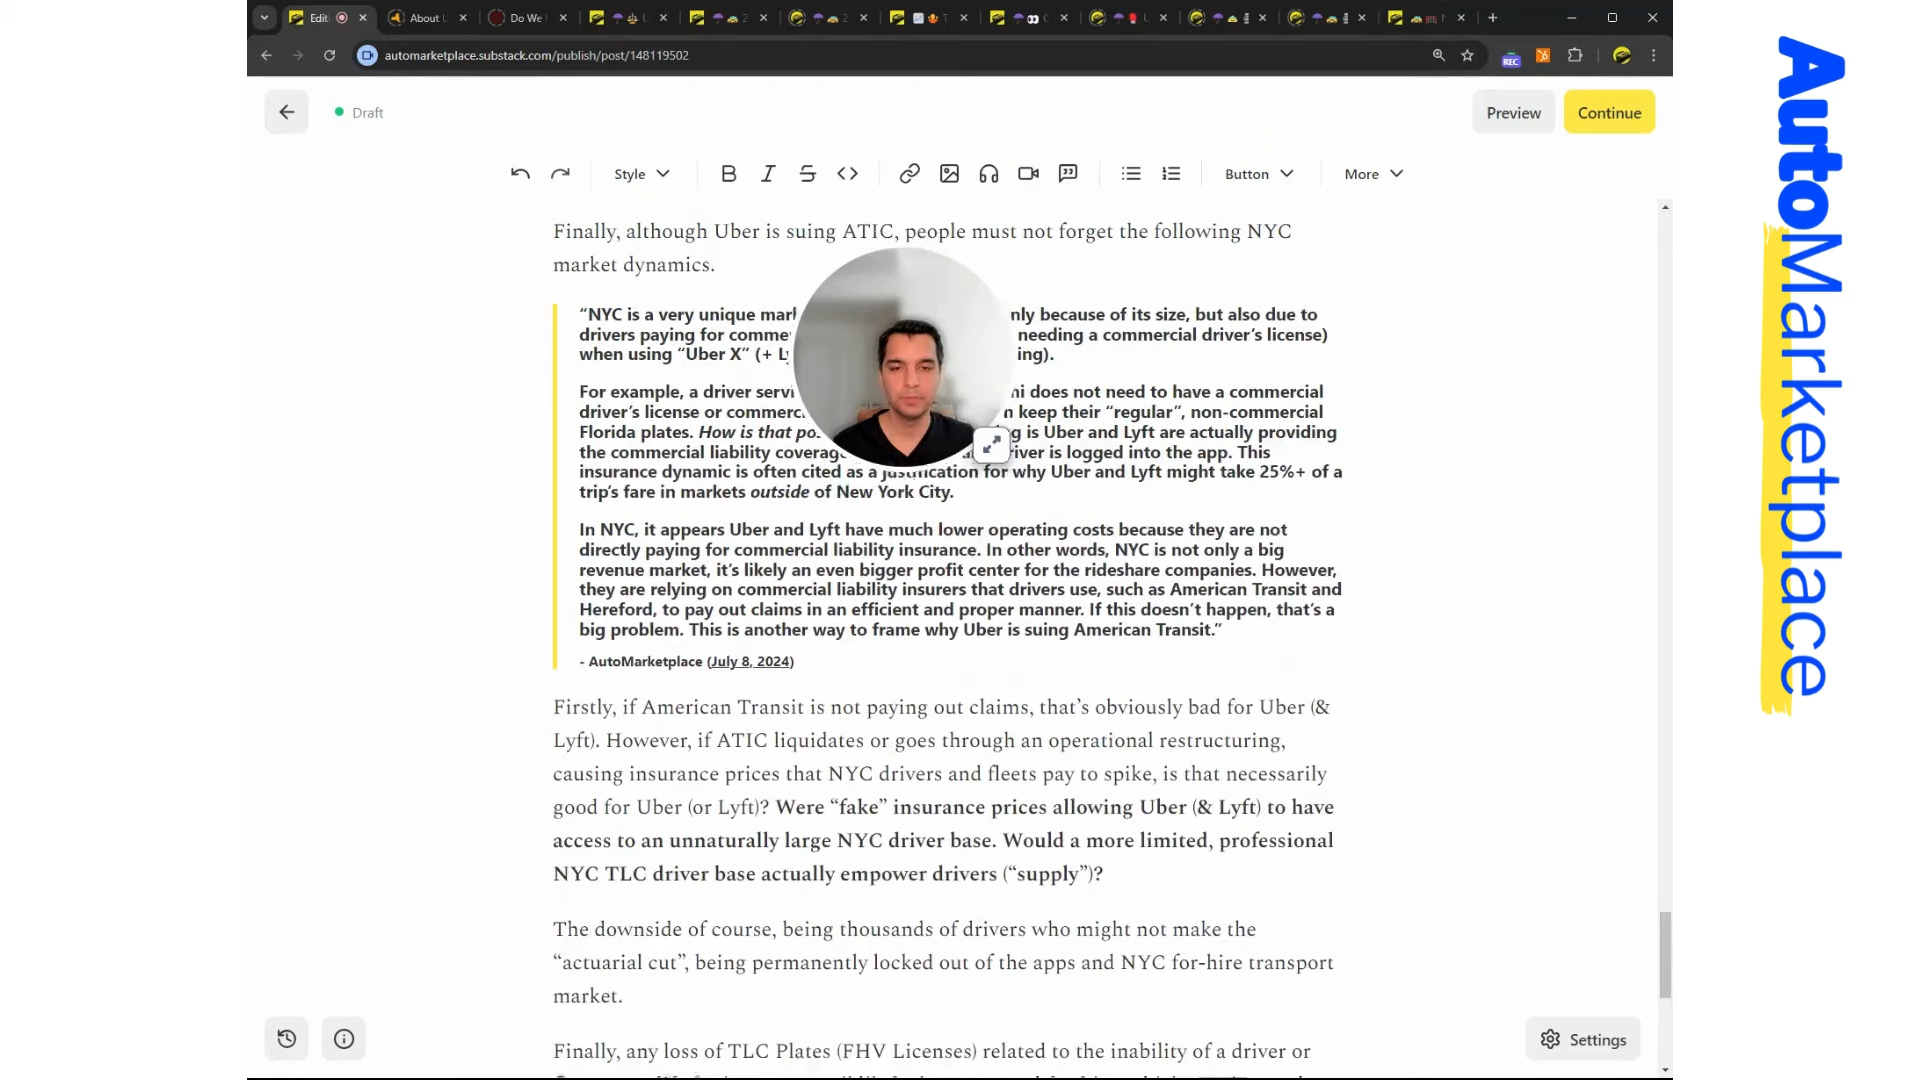 Edit
About U
Do We
automarketplace.substack.com/publish/post/148119502
REC
Draft
Preview
Continue
Style
Button
More
Finally, although Uber is suing ATIC, people must not forget the following NYC
market dynamics.
“NYC is a very unique mar nly because of its size, but also due to
drivers paying for comme needing a commercial driver’s license)
when using “Uber X” (+ L ing).
For example, a driver servi ni does not need to have a commercial
driver’s license or commerc n keep their “regular”, non-commercial
Florida plates. How is that pos g is Uber and Lyft are actually providing
the commercial liability coverag river is logged into the app. This
insurance dynamic is often cited as a justification for why Uber and Lyft might take 25%+ of a
trip’s fare in markets outside of New York City.
In NYC, it appears Uber and Lyft have much lower operating costs because they are not
directly paying for commercial liability insurance. In other words, NYC is not only a big
revenue market, it’s likely an even bigger profit center for the rideshare companies. However,
they are relying on commercial liability insurers that drivers use, such as American Transit and
Hereford, to pay out claims in an efficient and proper manner. If this doesn’t happen, that’s a
big problem. This is another way to frame why Uber is suing American Transit.”
- AutoMarketplace (July 8, 2024)
Firstly, if American Transit is not paying out claims, that’s obviously bad for Uber (&
Lyft). However, if ATIC liquidates or goes through an operational restructuring,
causing insurance prices that NYC drivers and fleets pay to spike, is that necessarily
good for Uber (or Lyft)? Were “fake” insurance prices allowing Uber (& Lyft) to have
access to an unnaturally large NYC driver base. Would a more limited, professional
NYC TLC driver base actually empower drivers (“supply”)?
The downside of course, being thousands of drivers who might not make the
“actuarial cut”, being permanently locked out of the apps and NYC for-hire transport
market.
Finally, any loss of TLC Plates (FHV Licenses) related to the inability of a driver or
Settings
AutoMarketplace